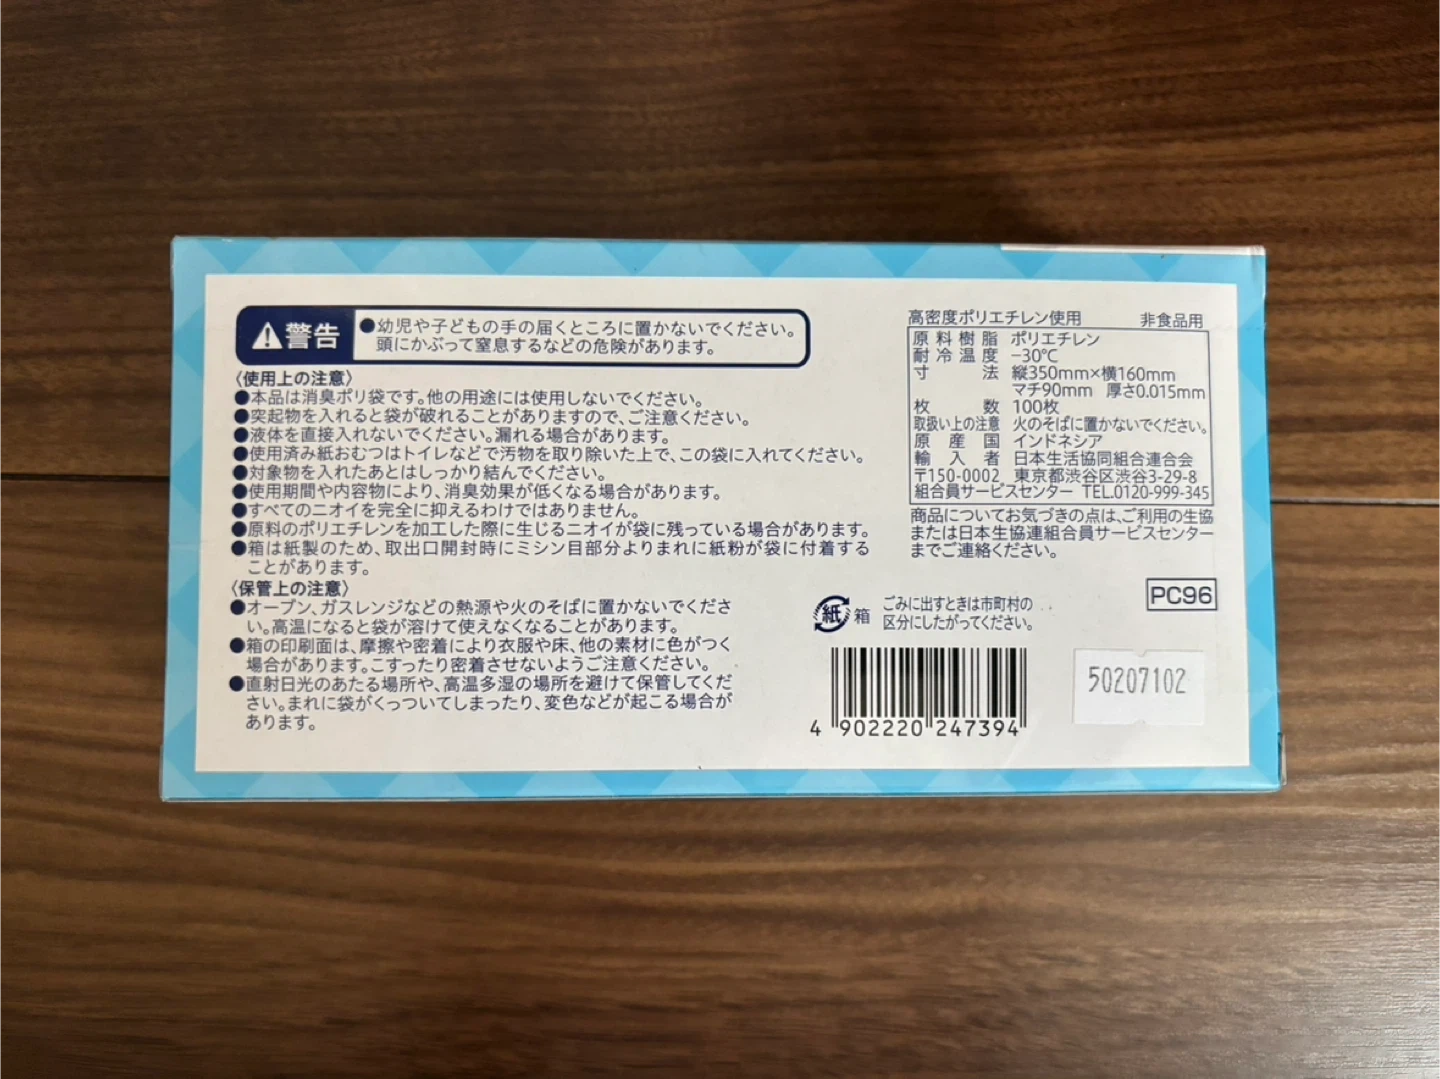 警告
●幼児や子どもの手の届くところに置かないでください。
頭にかぶって窒息するなどの危険があります。
〈使用上の注意〉
●本品は消臭ポリ袋です。他の用途には使用しないでください。
●突起物を入れると袋が破れることがありますので、ご注意ください。
●液体を直接入れないでください。漏れる場合があります。
●使用済み紙おむつはトイレなどで汚物を取り除いた上で、この袋に入れてください。
●対象物を入れたあとはしっかり結んでください。
●使用期間や内容物により、消臭効果が低くなる場合があります。
●すべてのニオイを完全に抑えるわけではありません。
●原料のポリエチレンを加工した際に生じるニオイが袋に残っている場合があります。
●箱は紙製のため、取出口開封時にミシン目部分よりまれに紙粉が袋に付着する
ことがあります。
〈保管上の注意〉
●オーブン、ガスレンジなどの熱源や火のそばに置かないでくださ
い。高温になると袋が溶けて使えなくなることがあります。
●箱の印刷面は、摩擦や密着により衣服や床、他の素材に色がつく
場合があります。こすったり密着させないようご注意ください。
●直射日光のあたる場所や、高温多湿の場所を避けて保管してくだ
さい。まれに袋がくっついてしまったり、変色などが起こる場合が
あります。
高密度ポリエチレン使用 非食品用
原料樹脂 ポリエチレン
耐冷温度 −30℃
寸法 縦350mm×横160mm
マチ90mm 厚さ0.015mm
枚数 100枚
取扱い上の注意 火のそばに置かないでください。
原産国 インドネシア
輸入者 日本生活協同組合連合会
〒150-0002 東京都渋谷区渋谷3-29-8
組合員サービスセンター TEL.0120-999-345
商品についてお気づきの点は、ご利用の生協
または日本生協連組合員サービスセンター
までご連絡ください。
PC96
紙 箱
ごみに出すときは市町村の
区分にしたがってください。
50207102
4 902220 247394